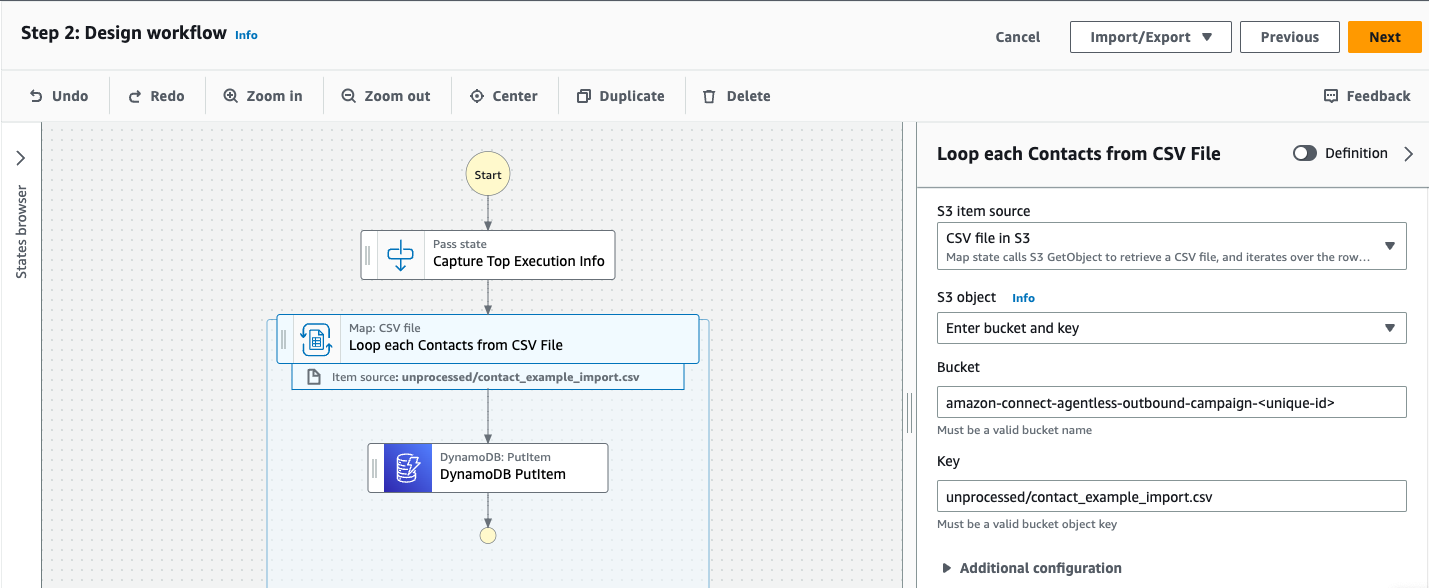 Step 2: Design workflow Info
Cancel
Import/Export
Previous
Next
Undo
Redo
Zoom in
Zoom out
Center
Duplicate
Delete
Feedback
States browser
Start
Pass state
Capture Top Execution Info
Map: CSV file
Loop each Contacts from CSV File
Item source: unprocessed/contact_example_import.csv
DynamoDB: PutItem
DynamoDB PutItem
Loop each Contacts from CSV File
Definition
S3 item source
CSV file in S3
Map state calls S3 GetObject to retrieve a CSV file, and iterates over the row…
S3 object Info
Enter bucket and key
Bucket
amazon-connect-agentless-outbound-campaign-<unique-id>
Must be a valid bucket name
Key
unprocessed/contact_example_import.csv
Must be a valid bucket object key
Additional configuration